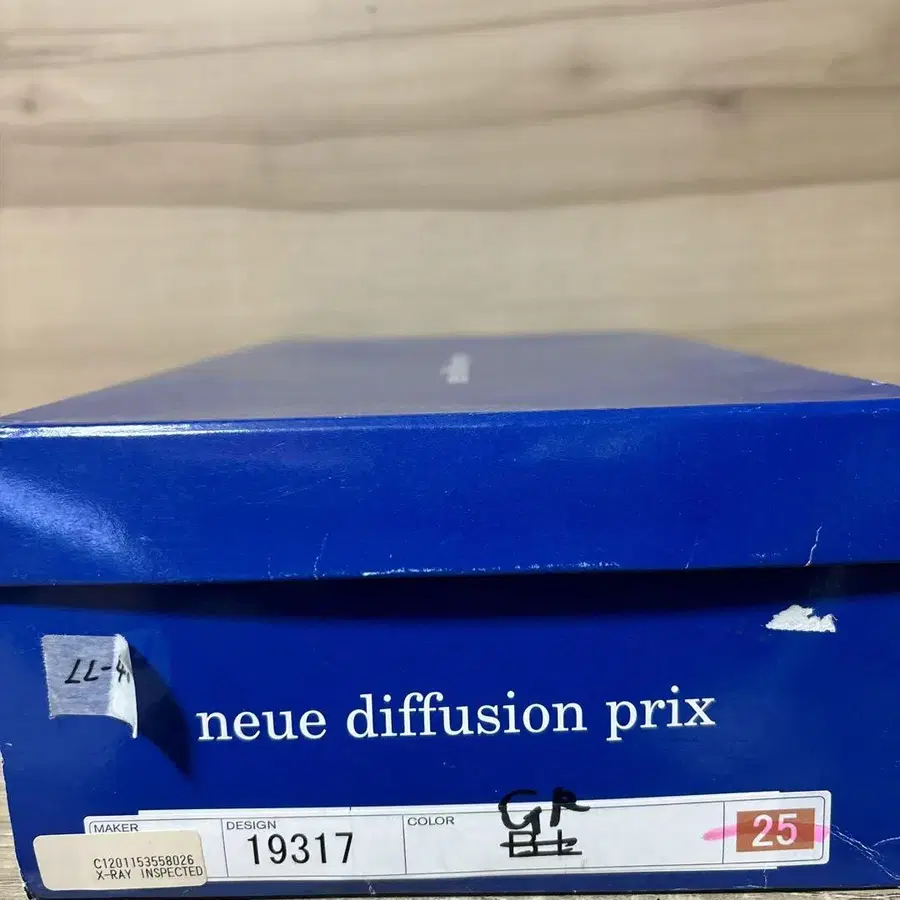 LL-4
neue diffusion prix
MAKER
DESIGN
COLOR
19317
GR
25
C1201153558026
X-RAY INSPECTED